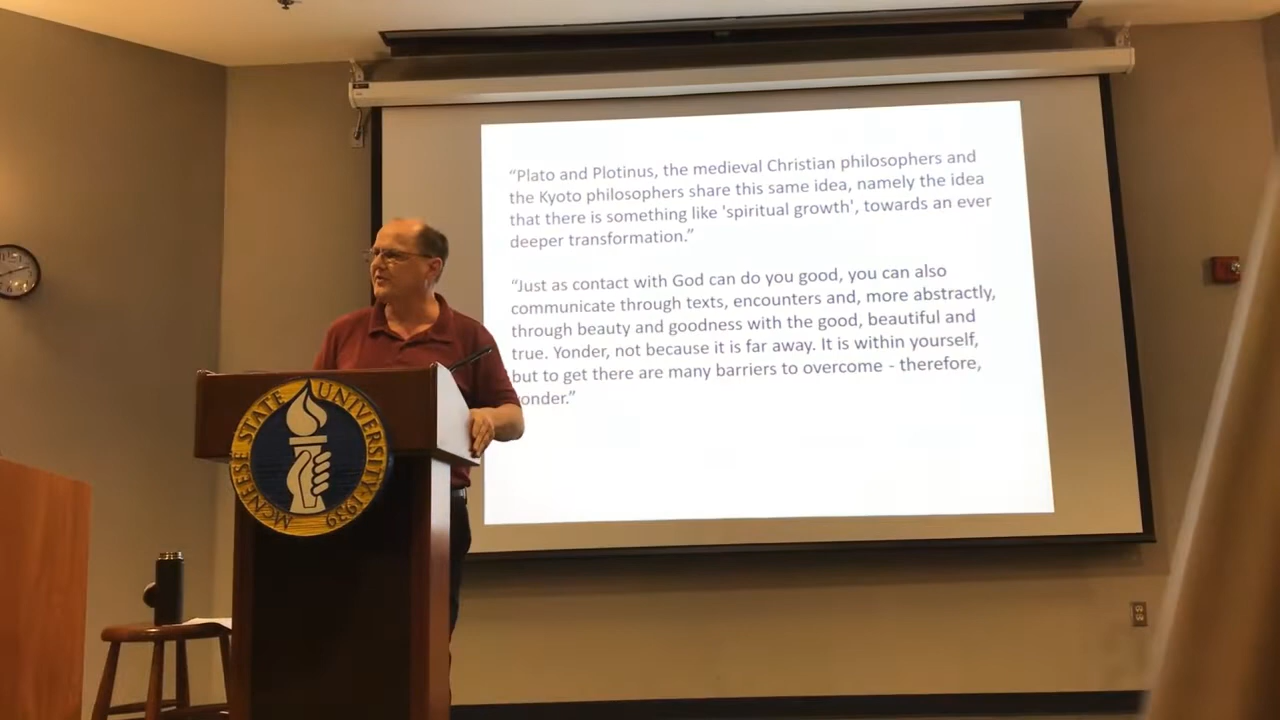 “Plato and Plotinus, the medieval Christian philosophers and
the Kyoto philosophers share this same idea, namely the idea
that there is something like 'spiritual growth', towards an ever
deeper transformation.”
“Just as contact with God can do you good, you can also
communicate through texts, encounters and, more abstractly,
through beauty and goodness with the good, beautiful and
true. Yonder, not because it is far away. It is within yourself,
but to get there are many barriers to overcome - therefore,
yonder.”
MCNEESE STATE UNIVERSITY · 1939